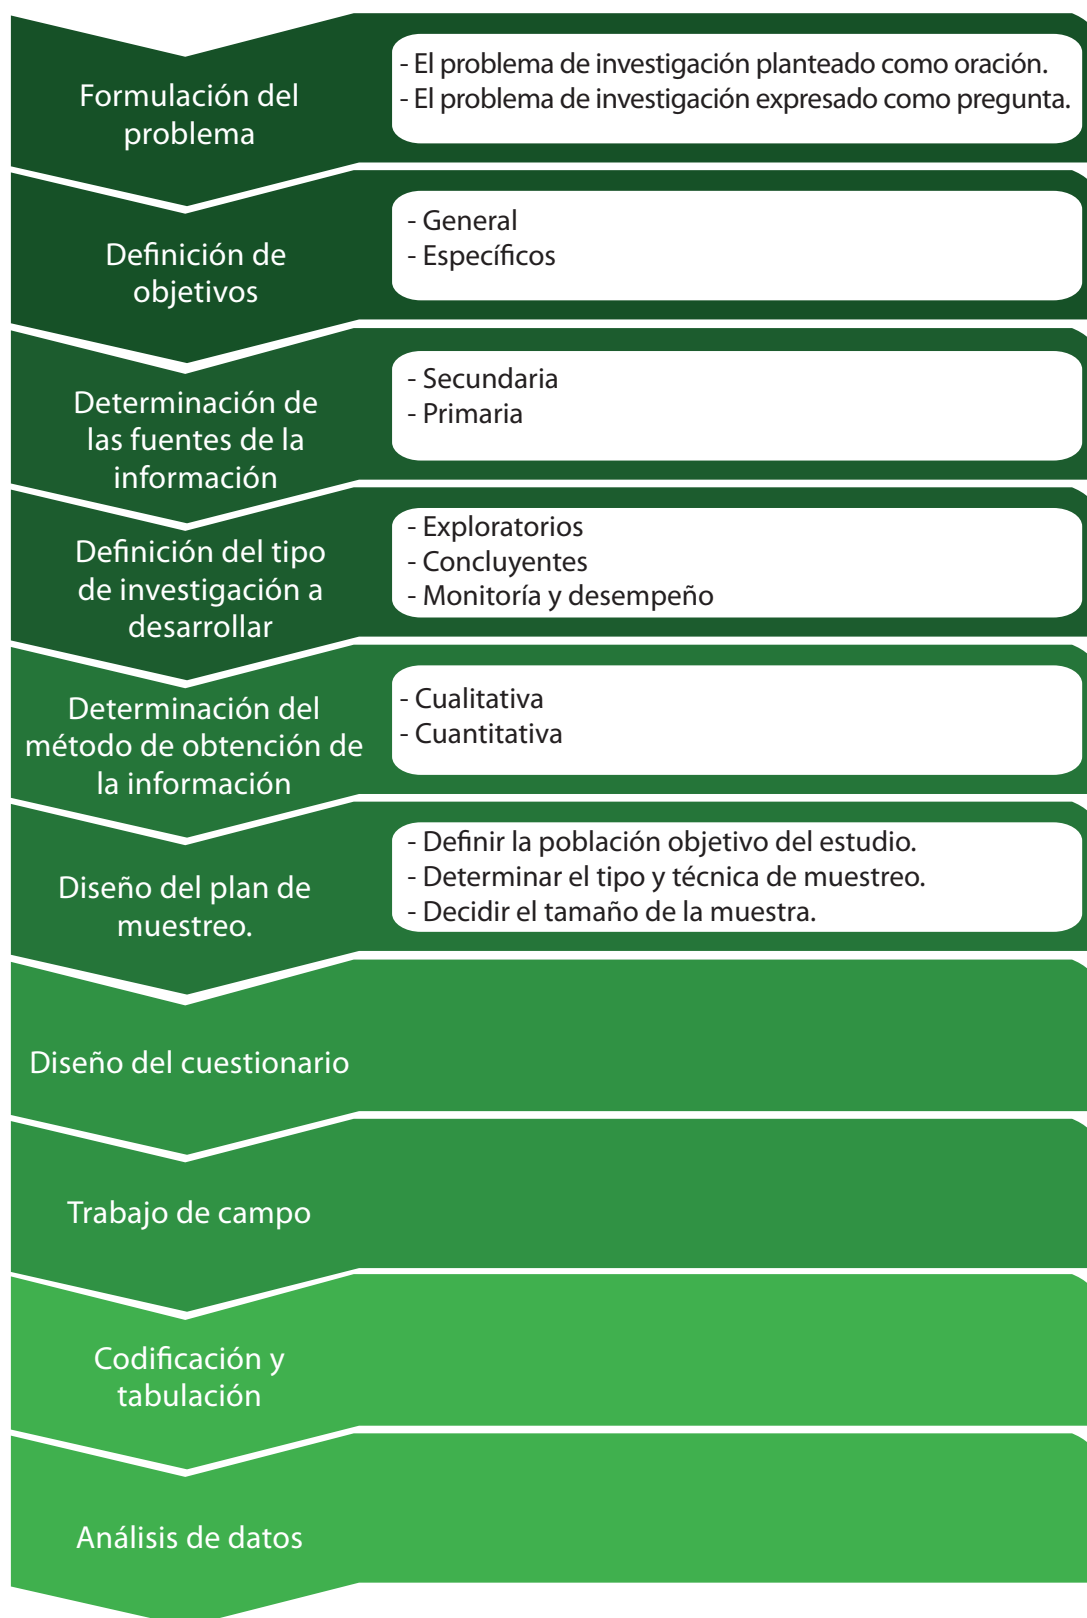 Formulación del
problema
- El problema de investigación planteado como oración.
- El problema de investigación expresado como pregunta.
Definición de
objetivos
- General
- Específicos
Determinación de
las fuentes de la
información
- Secundaria
- Primaria
Definición del tipo
de investigación a
desarrollar
- Exploratorios
- Concluyentes
- Monitoría y desempeño
Determinación del
método de obtención de
la información
- Cualitativa
- Cuantitativa
Diseño del plan de
muestreo.
- Definir la población objetivo del estudio.
- Determinar el tipo y técnica de muestreo.
- Decidir el tamaño de la muestra.
Diseño del cuestionario
Trabajo de campo
Codificación y
tabulación
Análisis de datos